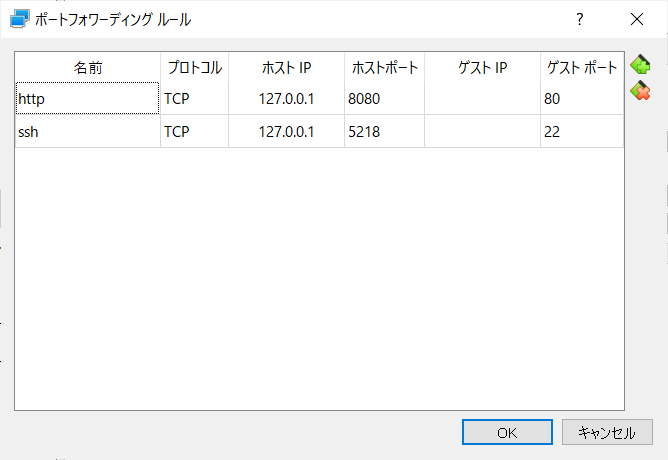 ポートフォワーディング ルール ?
名前 プロトコル ホスト IP ホストポート ゲスト IP ゲスト ポート
http TCP 127.0.0.1 8080 80
ssh TCP 127.0.0.1 5218 22
OK キャンセル